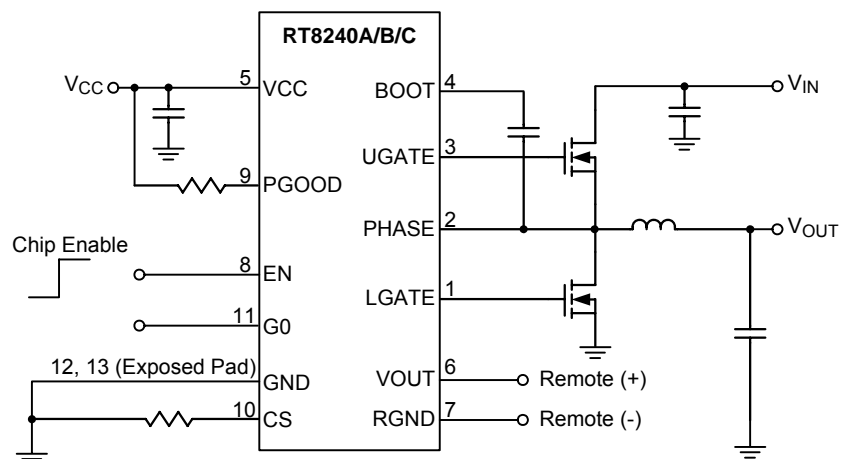 RT8240A/B/C
VCC 5 VCC BOOT 4 VIN
UGATE 3
9 PGOOD
PHASE 2 VOUT
Chip Enable
8 EN
LGATE 1
11 G0
12, 13 (Exposed Pad) GND VOUT 6 Remote (+)
10 CS RGND 7 Remote (-)